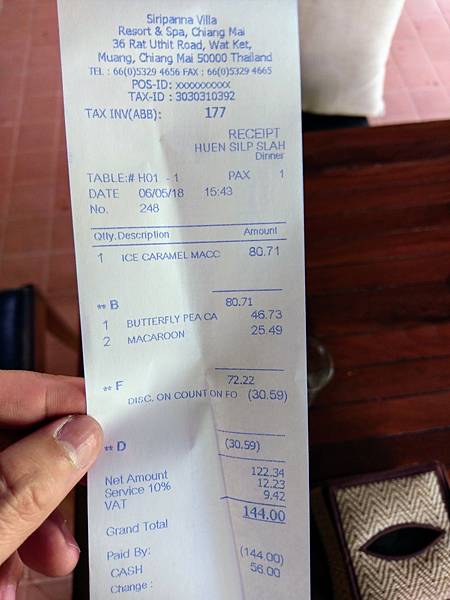 Siripanna Villa
Resort & Spa, Chiang Mai
36 Rat Uthit Road, Wat Ket,
Muang, Chiang Mai 50000 Thailand
TEL : 66(0)5329 4656 FAX : 66(0)5329 4665
POS-ID: xxxxxxxxxx
TAX-ID : 3030310392
TAX INV(ABB): 177
RECEIPT
HUEN SILP SLAH
Dinner
TABLE:# H01 - 1 PAX 1
DATE 06/05/18 15:43
No. 248
Qtty. Description Amount
1 ICE CARAMEL MACC 80.71
** B 80.71
1 BUTTERFLY PEA CA 46.73
2 MACAROON 25.49
** F 72.22
DISC. ON COUNT ON FO (30.59)
** D (30.59)
Net Amount 122.34
Service 10% 12.23
VAT 9.42
Grand Total 144.00
Paid By:
CASH (144.00)
Change : 56.00